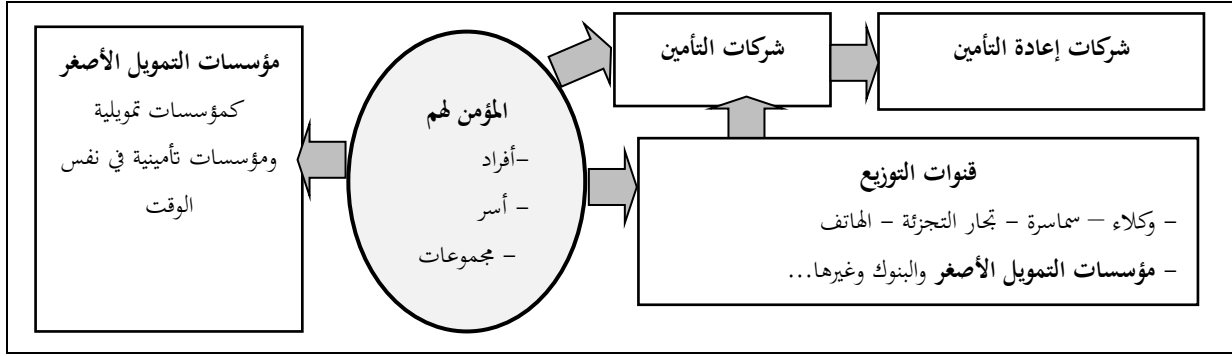 شركات إعادة التأمين
شركات التأمين
المؤمن لهم
–أفراد
– أسر
– مجموعات
مؤسسات التمويل الأصغر
كمؤسسات تمويلية
ومؤسسات تأمينية في نفس
الوقت
قنوات التوزيع
– وكلاء – سماسرة – تجار التجزئة – الهاتف
– مؤسسات التمويل الأصغر والبنوك وغيرها...